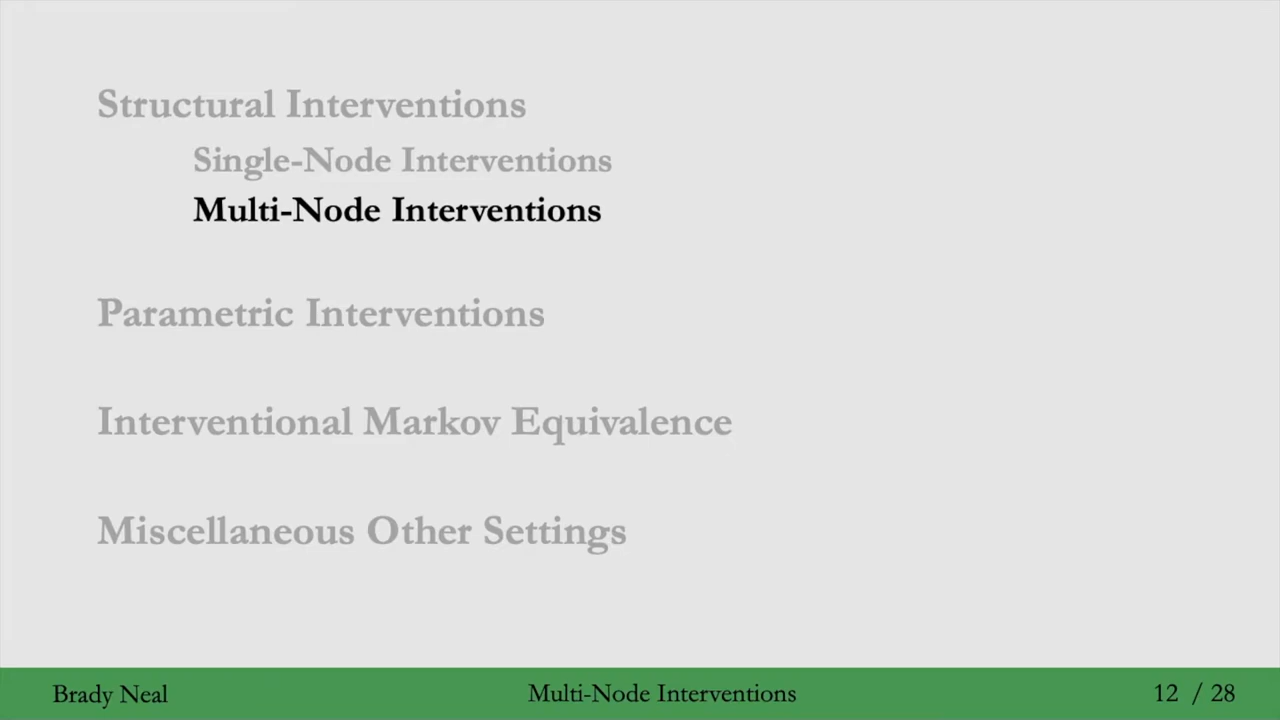 Structural Interventions
Single-Node Interventions
Multi-Node Interventions
Parametric Interventions
Interventional Markov Equivalence
Miscellaneous Other Settings
Brady Neal
Multi-Node Interventions
12 / 28